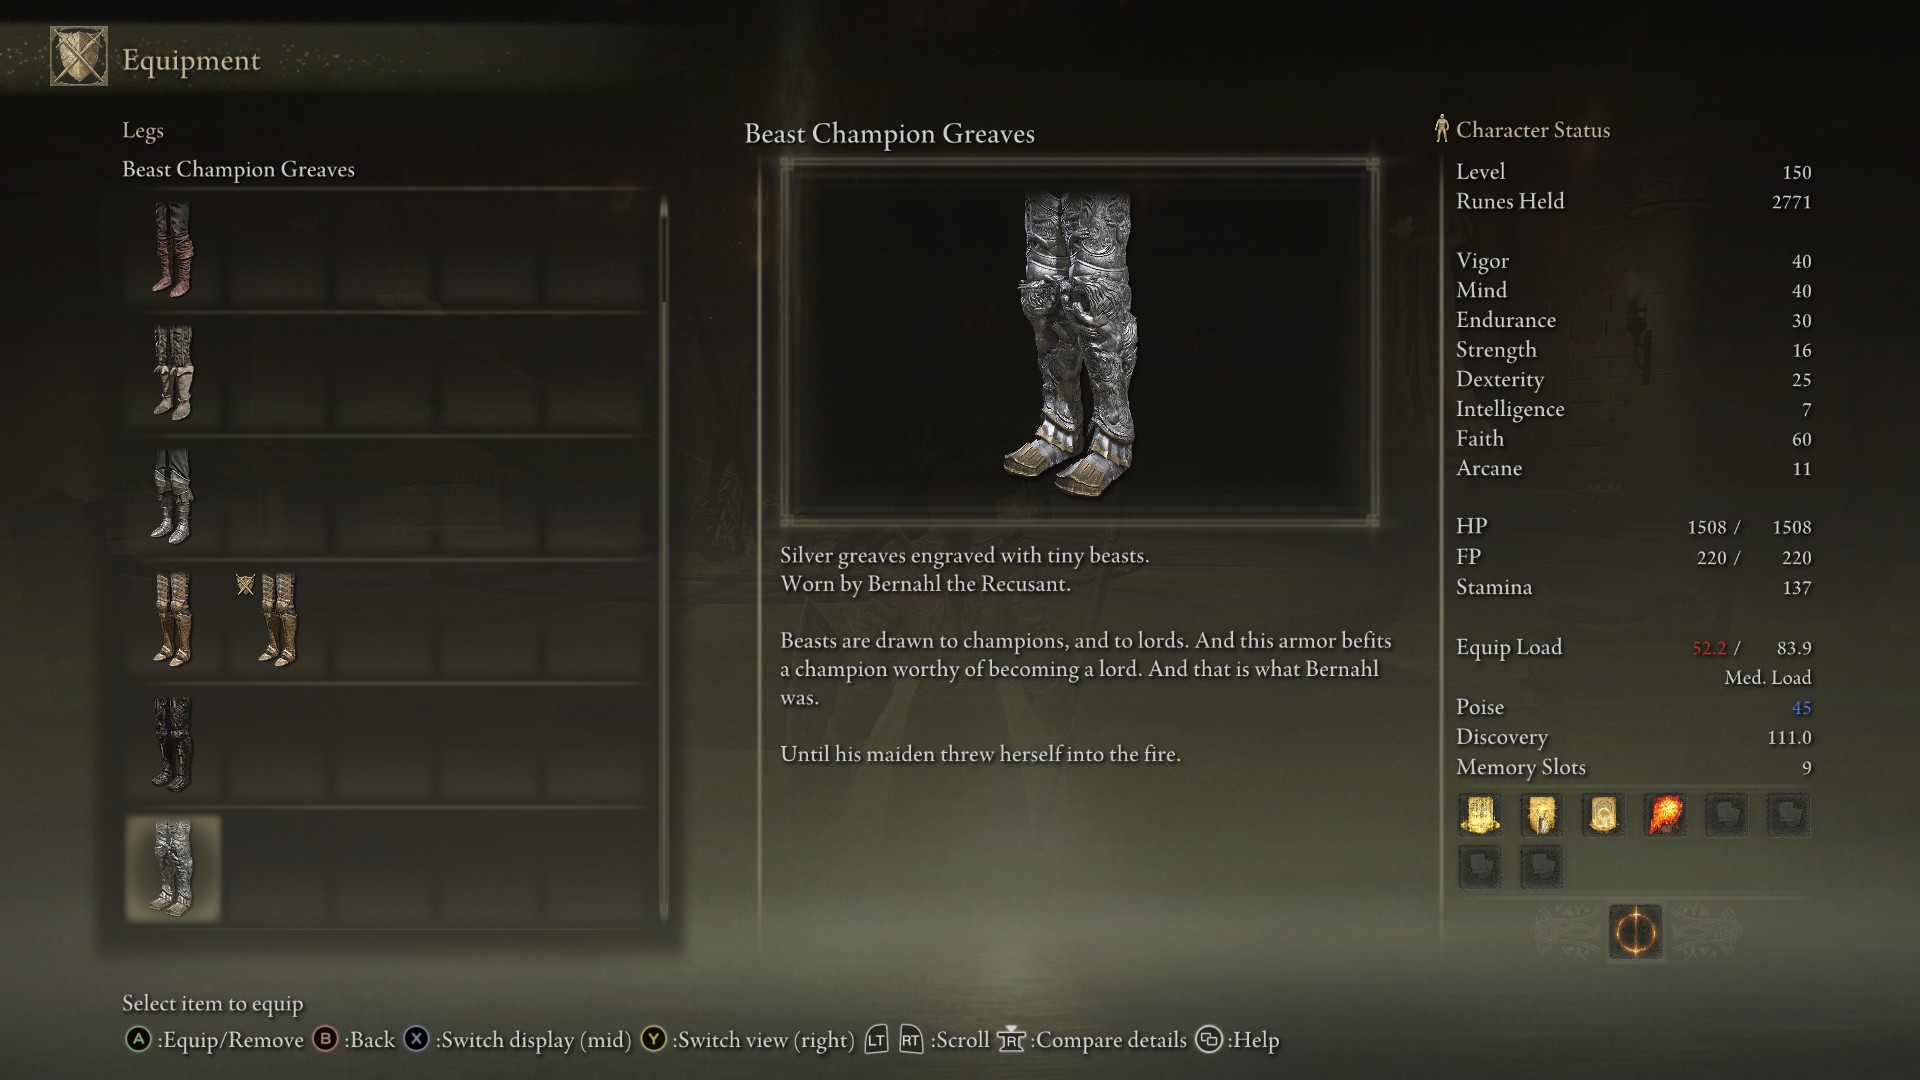 Equipment
Legs
Beast Champion Greaves
Beast Champion Greaves
Silver greaves engraved with tiny beasts.
Worn by Bernahl the Recusant.
Beasts are drawn to champions, and to lords. And this armor befits
a champion worthy of becoming a lord. And that is what Bernahl
was.
Until his maiden threw herself into the fire.
Character Status
Level 150
Runes Held 2771
Vigor 40
Mind 40
Endurance 30
Strength 16
Dexterity 25
Intelligence 7
Faith 60
Arcane 11
HP 1508 / 1508
FP 220 / 220
Stamina 137
Equip Load 52.2 / 83.9
Med. Load
Poise 45
Discovery 111.0
Memory Slots 9
Select item to equip
A :Equip/Remove B :Back X :Switch display (mid) Y :Switch view (right) LT RT :Scroll R :Compare details :Help